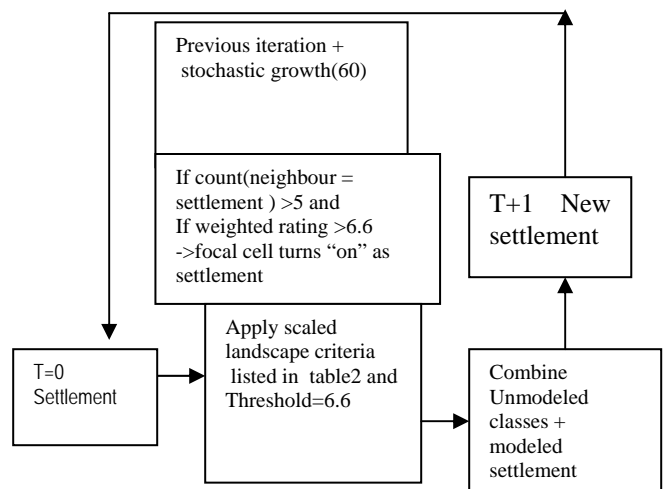 Previous iteration +
stochastic growth(60)
If count(neighbour =
settlement ) >5 and
If weighted rating >6.6
->focal cell turns “on” as
settlement
T+1 New
settlement
Apply scaled
landscape criteria
listed in table2 and
Threshold=6.6
T=0
Settlement
Combine
Unmodeled
classes +
modeled
settlement